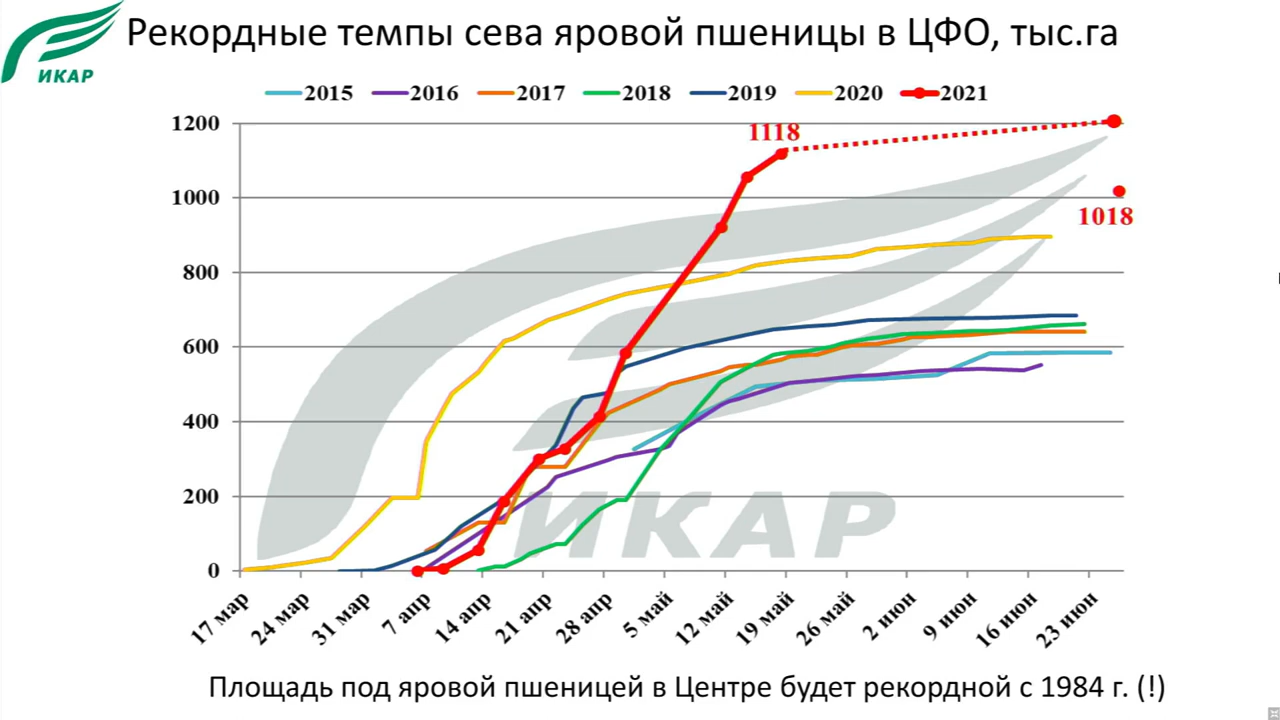 Рекордные темпы сева яровой пшеницы в ЦФО, тыс.га
ИКАР
2015 2016 2017 2018 2019 2020 2021
1200
1118
1000
1018
800
600
400
200
0
ИКАР
17 мар 24 мар 31 мар 7 апр 14 апр 21 апр 28 апр 5 май 12 май 19 май 26 май 2 июн 9 июн 16 июн 23 июн
Площадь под яровой пшеницей в Центре будет рекордной с 1984 г. (!)